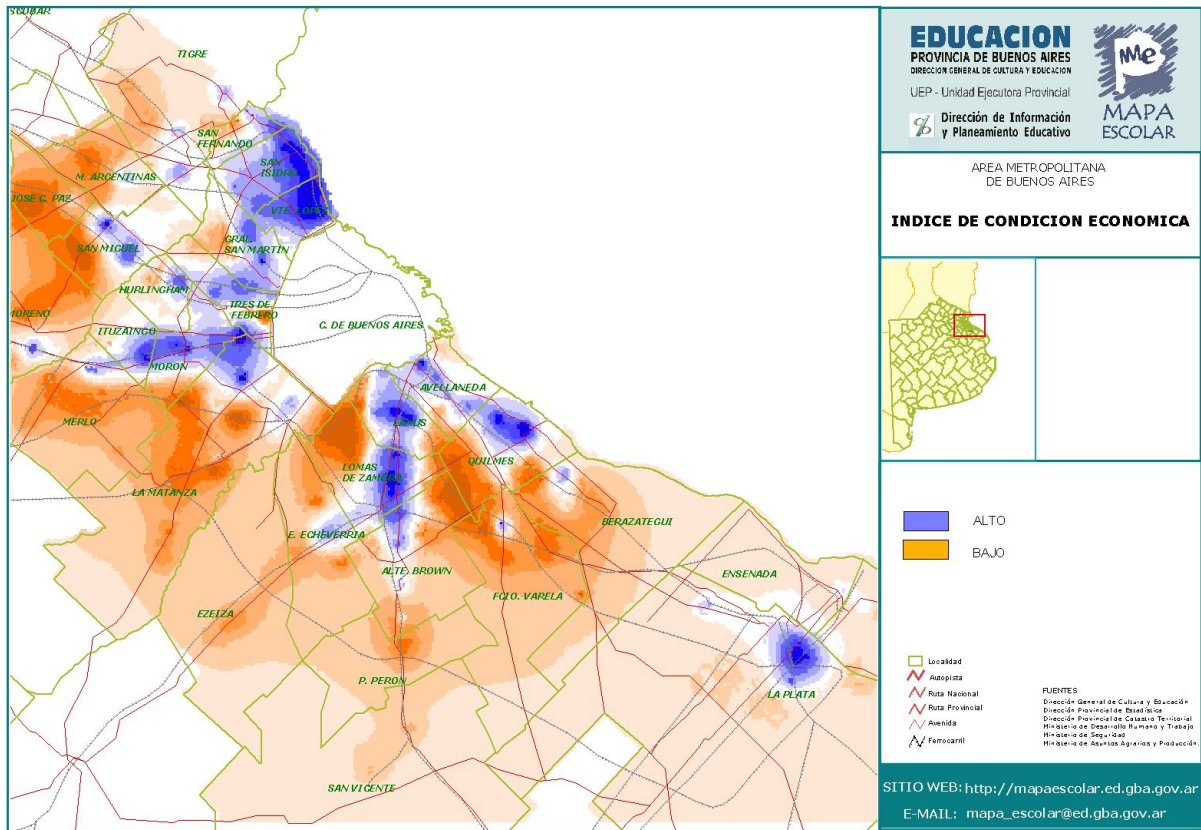 ESCOBAR
TIGRE
SAN
FERNANDO
SAN
ISIDRO
M. ARGENTINAS
JOSE C. PAZ
VTE. LOPEZ
GRAL.
SAN MARTIN
SAN MIGUEL
HURLINGHAM
TRES DE
FEBRERO
MORENO
ITUZAINGO
C. DE BUENOS AIRES
MORON
AVELLANEDA
MERLO
LANUS
QUILMES
LOMAS
DE ZAMORA
LA MATANZA
BERAZATEGUI
E. ECHEVERRIA
ALTE. BROWN
ENSENADA
FCIO. VARELA
EZEIZA
P. PERON
LA PLATA
SAN VICENTE
EDUCACION
PROVINCIA DE BUENOS AIRES
DIRECCION GENERAL DE CULTURA Y EDUCACION
UEP - Unidad Ejecutora Provincial
Dirección de Información
y Planeamiento Educativo
me
MAPA
ESCOLAR
AREA METROPOLITANA
DE BUENOS AIRES
INDICE DE CONDICION ECONOMICA
ALTO
BAJO
Localidad
Autopista
Ruta Nacional
Ruta Provincial
Avenida
Ferrocarril
FUENTES
Dirección General de Cultura y Educación
Dirección Provincial de Estadística
Dirección Provincial de Catastro Territorial
Ministerio de Desarrollo Humano y Trabajo
Ministerio de Seguridad
Ministerio de Asuntos Agrarios y Producción.
SITIO WEB: http://mapaescolar.ed.gba.gov.ar
E-MAIL: mapa_escolar@ed.gba.gov.ar